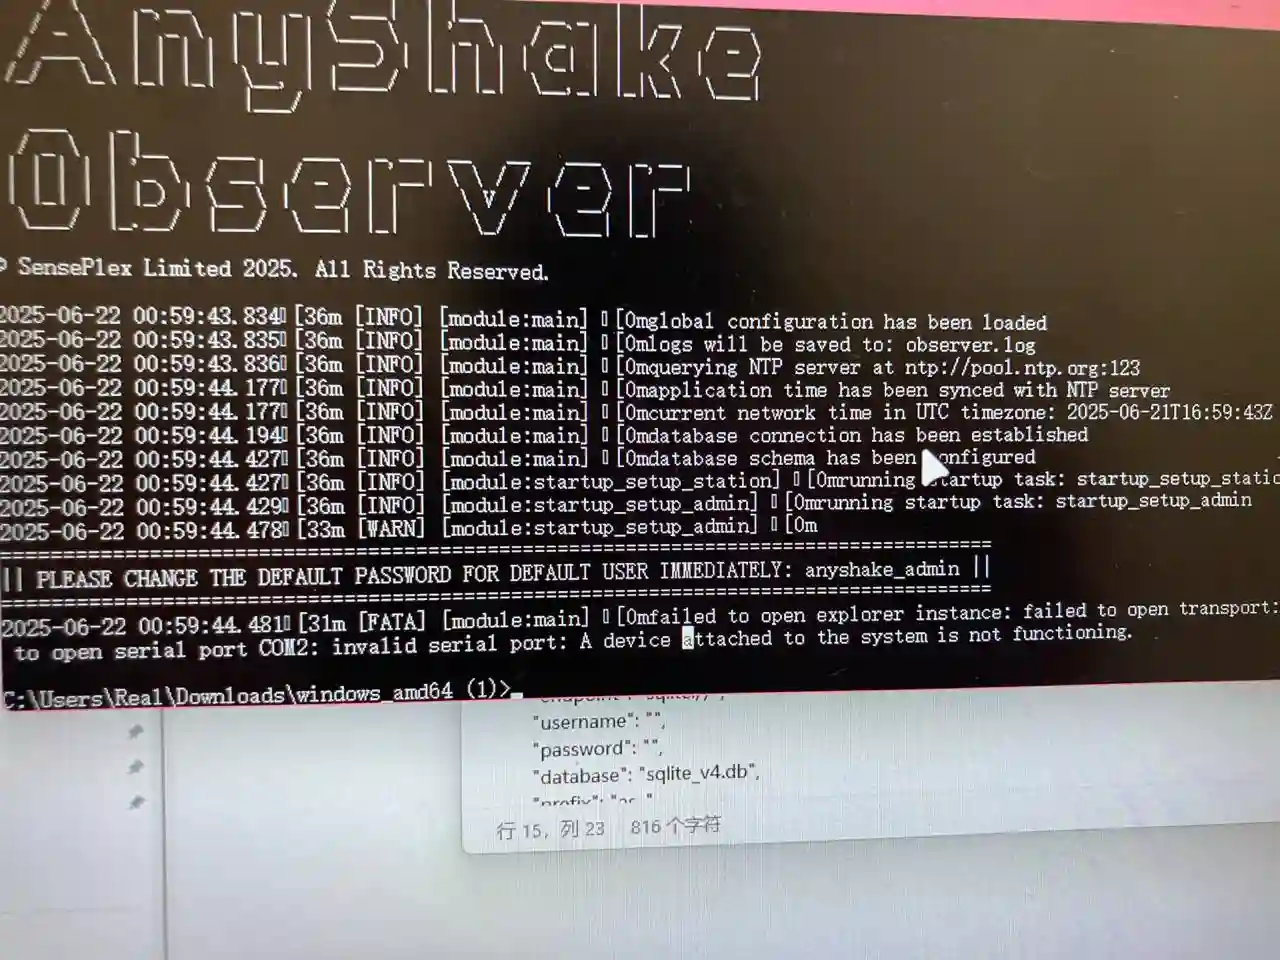 AnyShake
Observer
© SensePlex Limited 2025. All Rights Reserved.
2025-06-22 00:59:43.834 [36m [INFO] [module:main] [0mglobal configuration has been loaded
2025-06-22 00:59:43.835 [36m [INFO] [module:main] [0mlogs will be saved to: observer.log
2025-06-22 00:59:43.836 [36m [INFO] [module:main] [0mquerying NTP server at ntp://pool.ntp.org:123
2025-06-22 00:59:44.177 [36m [INFO] [module:main] [0mapplication time has been synced with NTP server
2025-06-22 00:59:44.177 [36m [INFO] [module:main] [0mcurrent network time in UTC timezone: 2025-06-21T16:59:43Z
2025-06-22 00:59:44.194 [36m [INFO] [module:main] [0mdatabase connection has been established
2025-06-22 00:59:44.427 [36m [INFO] [module:main] [0mdatabase schema has been configured
2025-06-22 00:59:44.427 [36m [INFO] [module:startup_setup_station] [0mrunning startup task: startup_setup_static
2025-06-22 00:59:44.429 [36m [INFO] [module:startup_setup_admin] [0mrunning startup task: startup_setup_admin
2025-06-22 00:59:44.478 [33m [WARN] [module:startup_setup_admin] [0m
|| PLEASE CHANGE THE DEFAULT PASSWORD FOR DEFAULT USER IMMEDIATELY: anyshake_admin ||
2025-06-22 00:59:44.481 [31m [FATA] [module:main] [0mfailed to open explorer instance: failed to open transport:
to open serial port COM2: invalid serial port: A device attached to the system is not functioning.
C:\Users\Real\Downloads\windows_amd64 (1)>_
"username": "",
"password": "",
"database": "sqlite_v4.db",
行 15，列 23 816 个字符